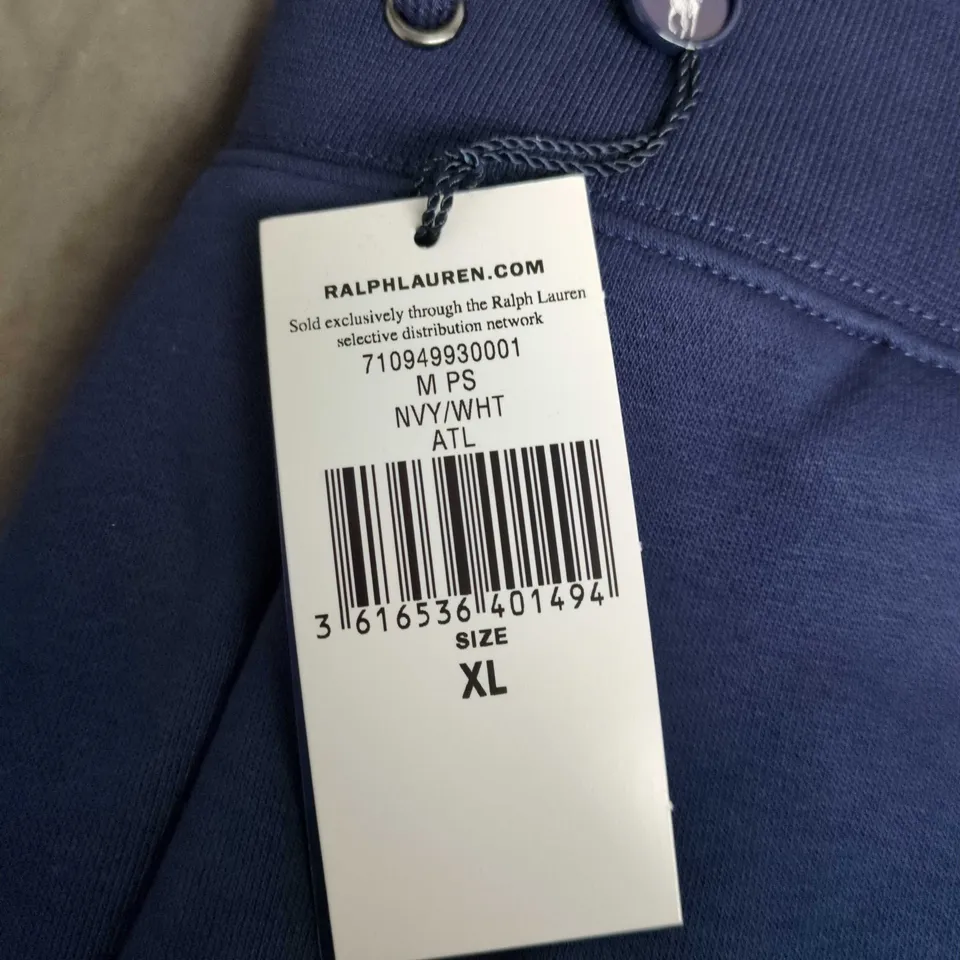 RALPHLAUREN.COM
Sold exclusively through the Ralph Lauren
selective distribution network
710949930001
M PS
NVY/WHT
ATL
3 616536 401494
SIZE
XL